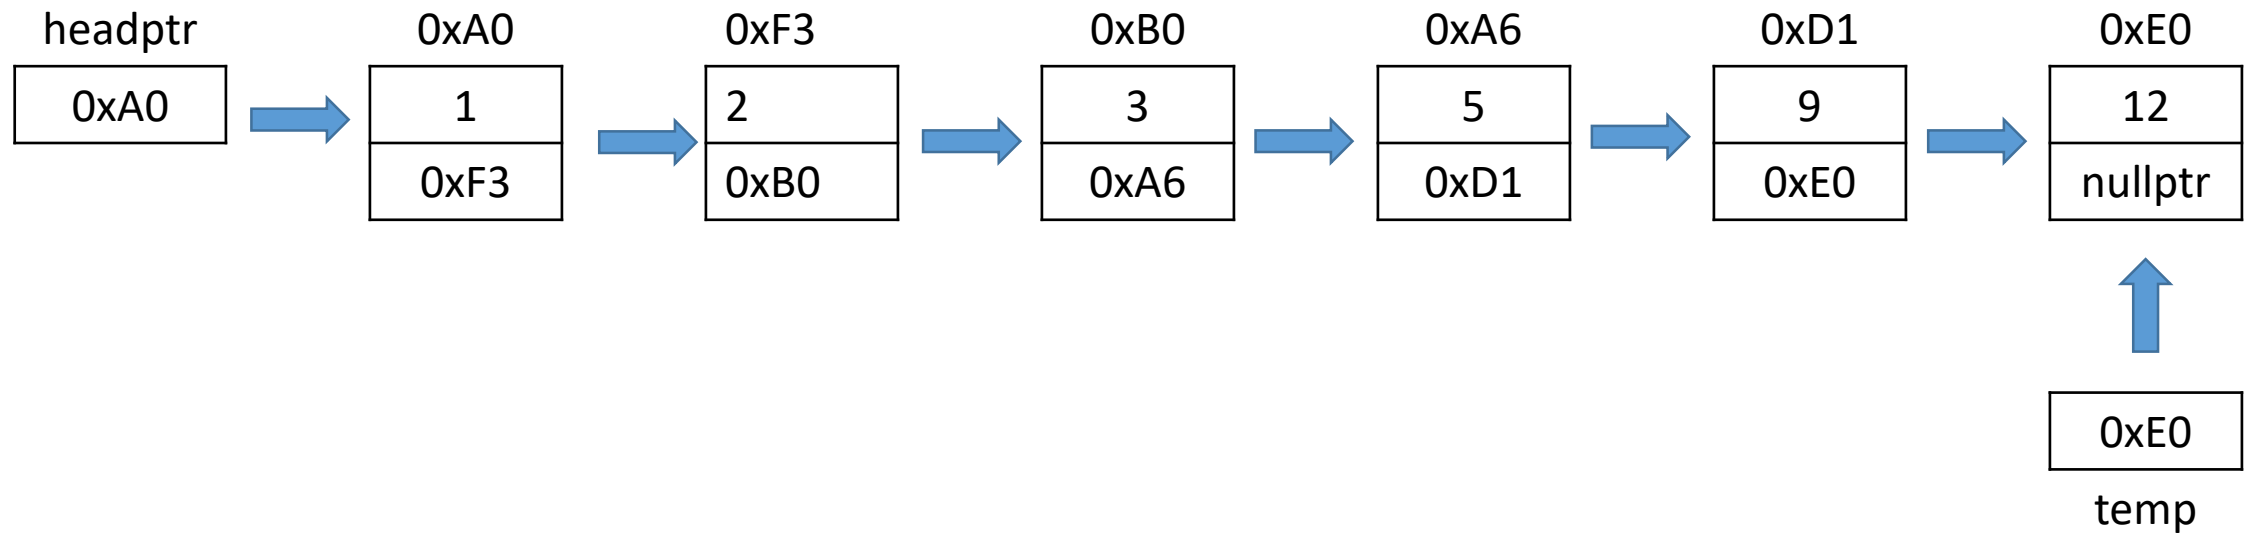 headptr 0xA0 0xF3 0xB0 0xA6 0xD1 0xE0
0xA0 1 2 3 5 9 12
0xF3 0xB0 0xA6 0xD1 0xE0 nullptr
0xE0
temp